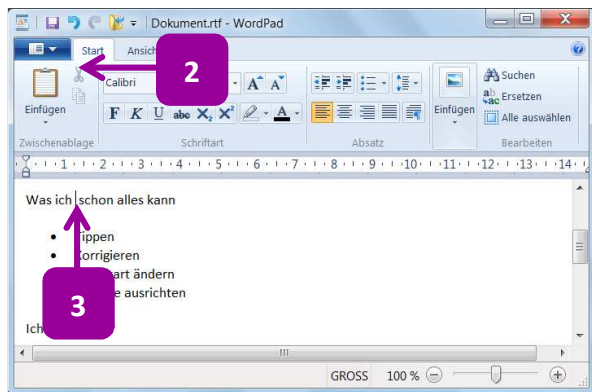 Dokument.rtf - WordPad
Start Ansich
2
Calibri A A
Suchen
Ersetzen
Alle auswählen
Einfügen
F K U abe X₂ X² A
Einfügen
Zwischenablage Schriftart Absatz Bearbeiten
1 2 3 4 5 6 7 8 9 10 11 12 13 14
Was ich schon alles kann
Tippen
Korrigieren
art ändern
e ausrichten
3
Ich
GROSS 100 %